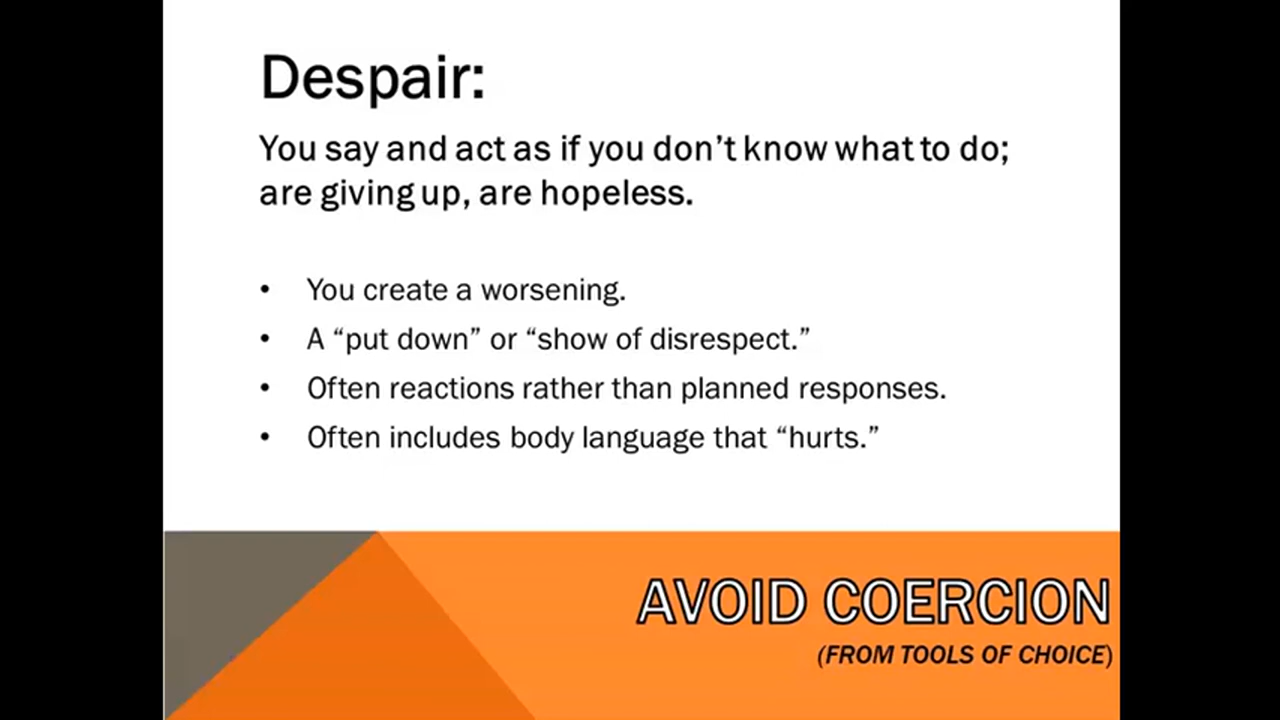 Despair:
You say and act as if you don’t know what to do;
are giving up, are hopeless.
• You create a worsening.
• A “put down” or “show of disrespect.”
• Often reactions rather than planned responses.
• Often includes body language that “hurts.”
AVOID COERCION
(FROM TOOLS OF CHOICE)